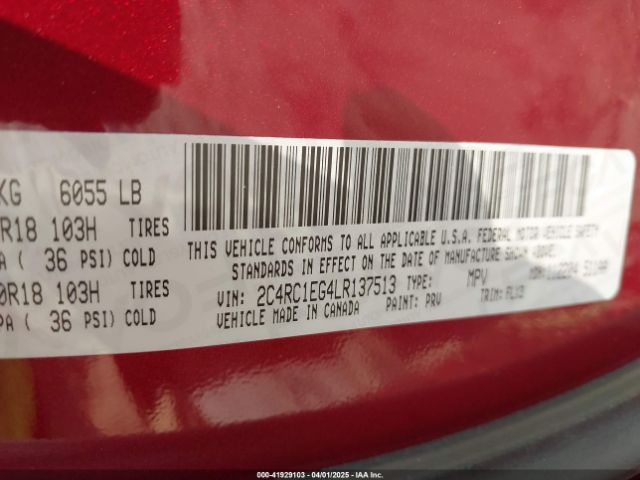 KG 6055 LB
R18 103H TIRES
A ( 36 PSI) COLD
0R18 103H
PA ( 36 PSI) COLD
THIS VEHICLE CONFORMS TO ALL APPLICABLE U.S.A. FEDERAL MOTOR VEHICLE SAFETY
STANDARDS IN EFFECT ON THE DATE OF MANUFACTURE SHOWN ABOVE.
VIN: 2C4RC1EG4LR137513 TYPE: MPV
VEHICLE MADE IN CANADA PAINT: PRV TRIM:
000-41929103 - 04/01/2025 - IAA Inc.